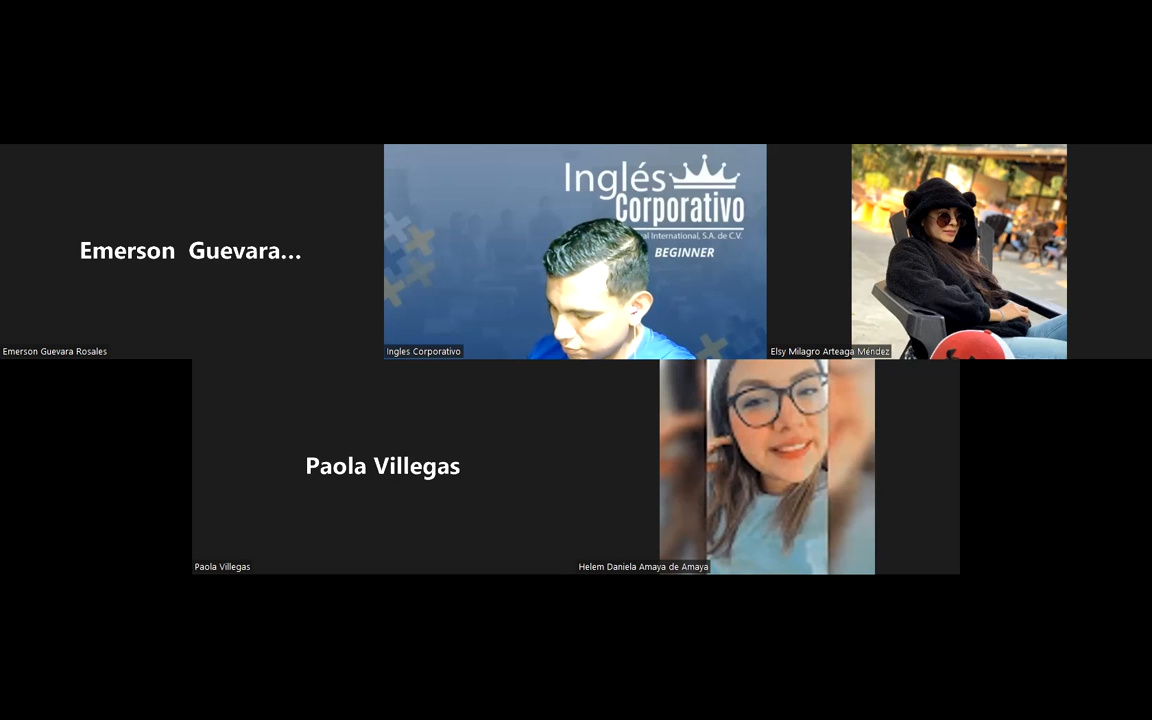 Emerson Guevara...
Emerson Guevara Rosales
Inglés
Corporativo
al International, S.A. de C.V.
BEGINNER
Ingles Corporativo
Elsy Milagro Arteaga Méndez
Paola Villegas
Paola Villegas
Helem Daniela Amaya de Amaya